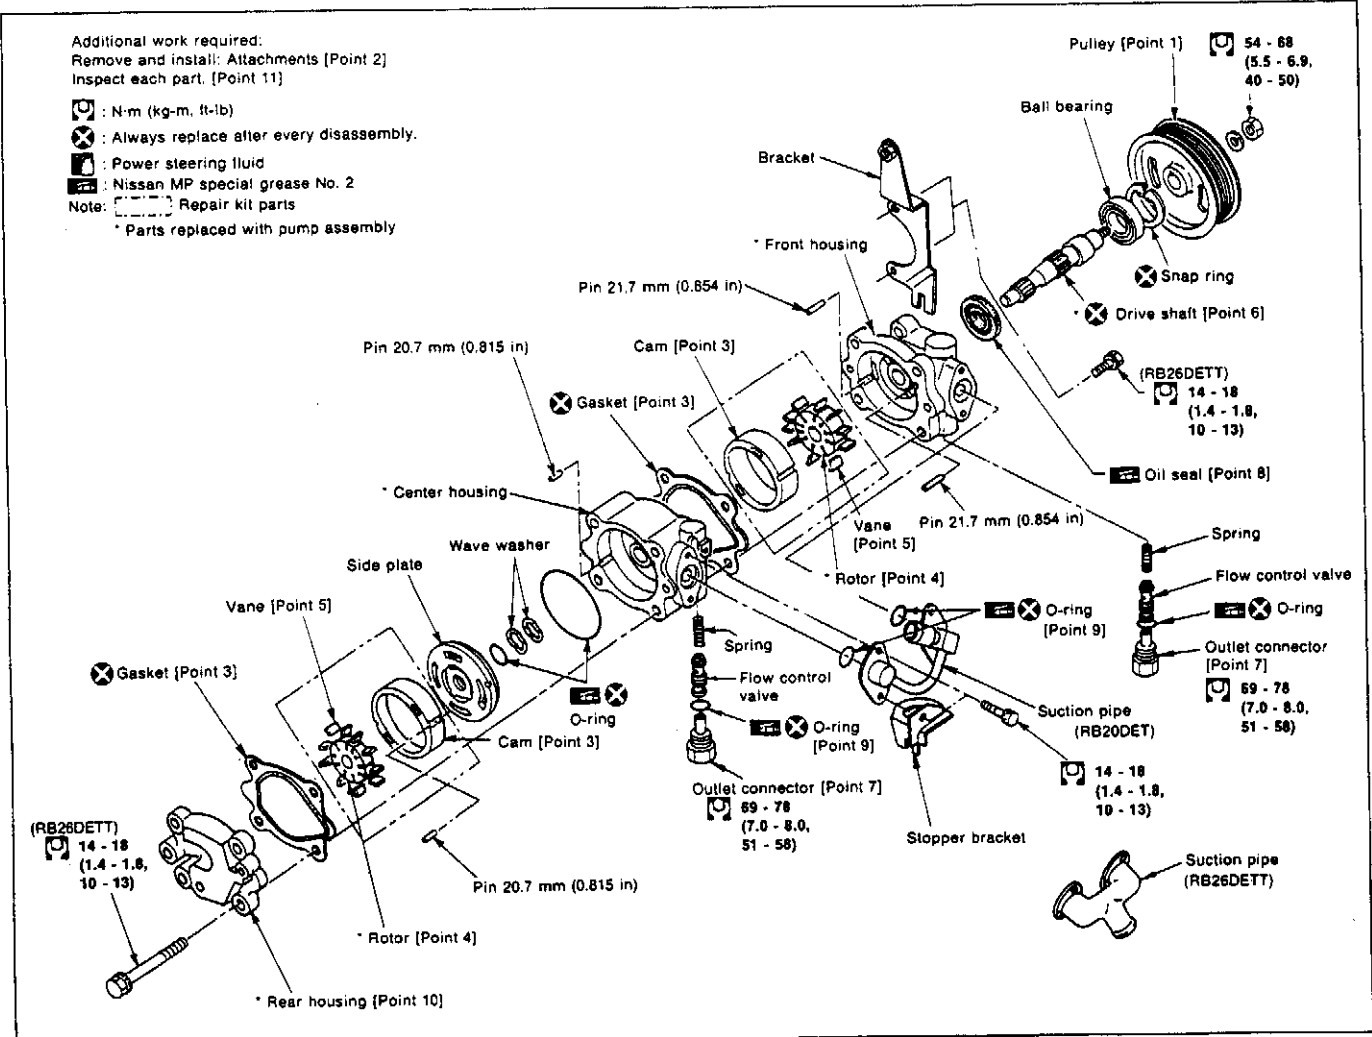 Additional work required:
Remove and install: Attachments [Point 2]
Inspect each part. [Point 11]
: N·m (kg-m, ft-lb)
: Always replace after every disassembly.
: Power steering fluid
: Nissan MP special grease No. 2
Note: Repair kit parts
* Parts replaced with pump assembly
Pulley [Point 1]
54 - 68
(5.5 - 6.9,
40 - 50)
Ball bearing
Bracket
* Front housing
Snap ring
Pin 21.7 mm (0.854 in)
* Drive shaft [Point 6]
Pin 20.7 mm (0.815 in)
Cam [Point 3]
(RB26DETT)
14 - 18
(1.4 - 1.8,
10 - 13)
Gasket [Point 3]
Oil seal [Point 8]
* Center housing
Vane
[Point 5]
Pin 21.7 mm (0.854 in)
Spring
Wave washer
Side plate
* Rotor [Point 4]
Flow control valve
Vane [Point 5]
O-ring
[Point 9]
O-ring
Spring
Outlet connector
[Point 7]
69 - 78
(7.0 - 8.0,
51 - 58)
Gasket [Point 3]
Flow control
valve
O-ring
Suction pipe
(RB20DET)
O-ring
[Point 9]
Cam [Point 3]
14 - 18
(1.4 - 1.8,
10 - 13)
Outlet connector [Point 7]
69 - 78
(7.0 - 8.0,
51 - 58)
Stopper bracket
(RB26DETT)
14 - 18
(1.4 - 1.8,
10 - 13)
Suction pipe
(RB26DETT)
Pin 20.7 mm (0.815 in)
* Rotor [Point 4]
* Rear housing [Point 10]